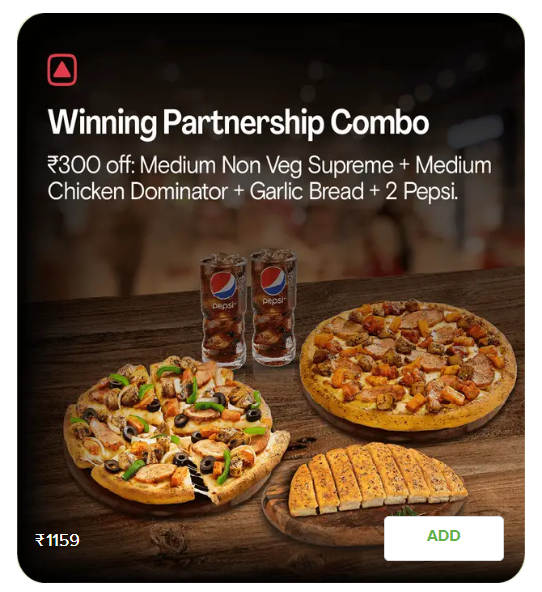 Winning Partnership Combo
₹300 off: Medium Non Veg Supreme + Medium
Chicken Dominator + Garlic Bread + 2 Pepsi.
pepsi
pepsi
₹1159
ADD